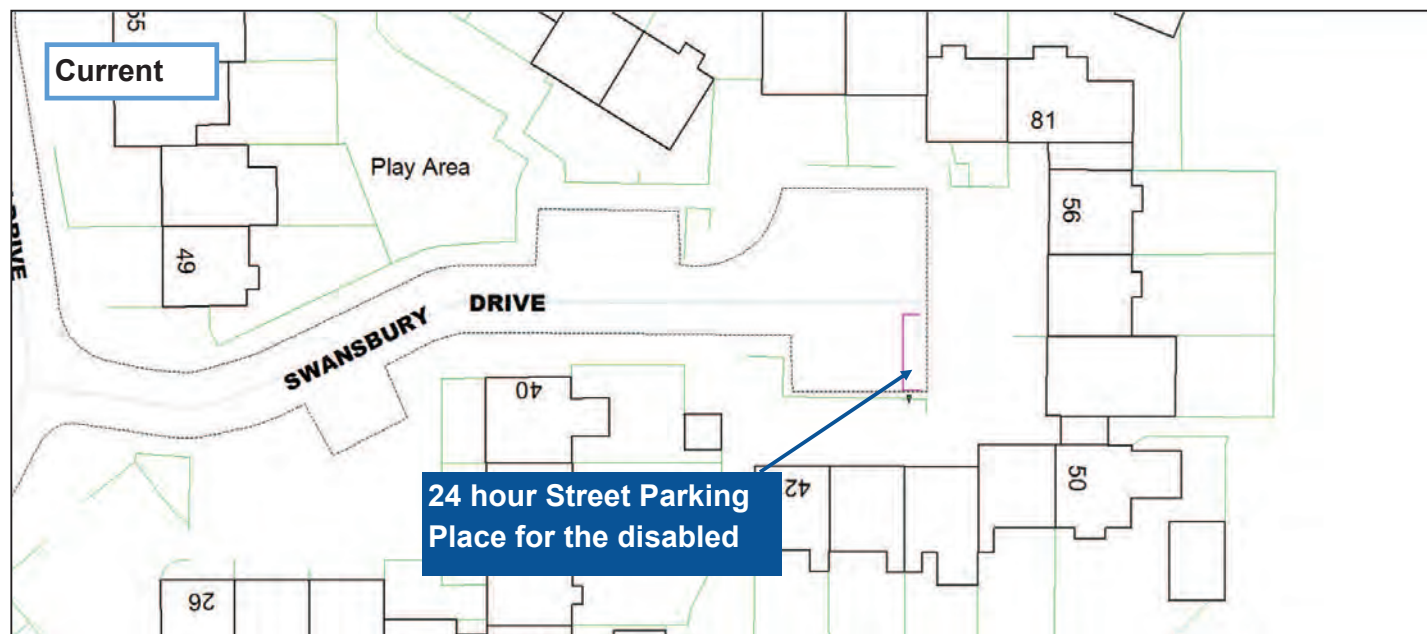 55
Current
81
Play Area
56
49
DRIVE
SWANSBURY DRIVE
40
24 hour Street Parking
Place for the disabled
42
50
26